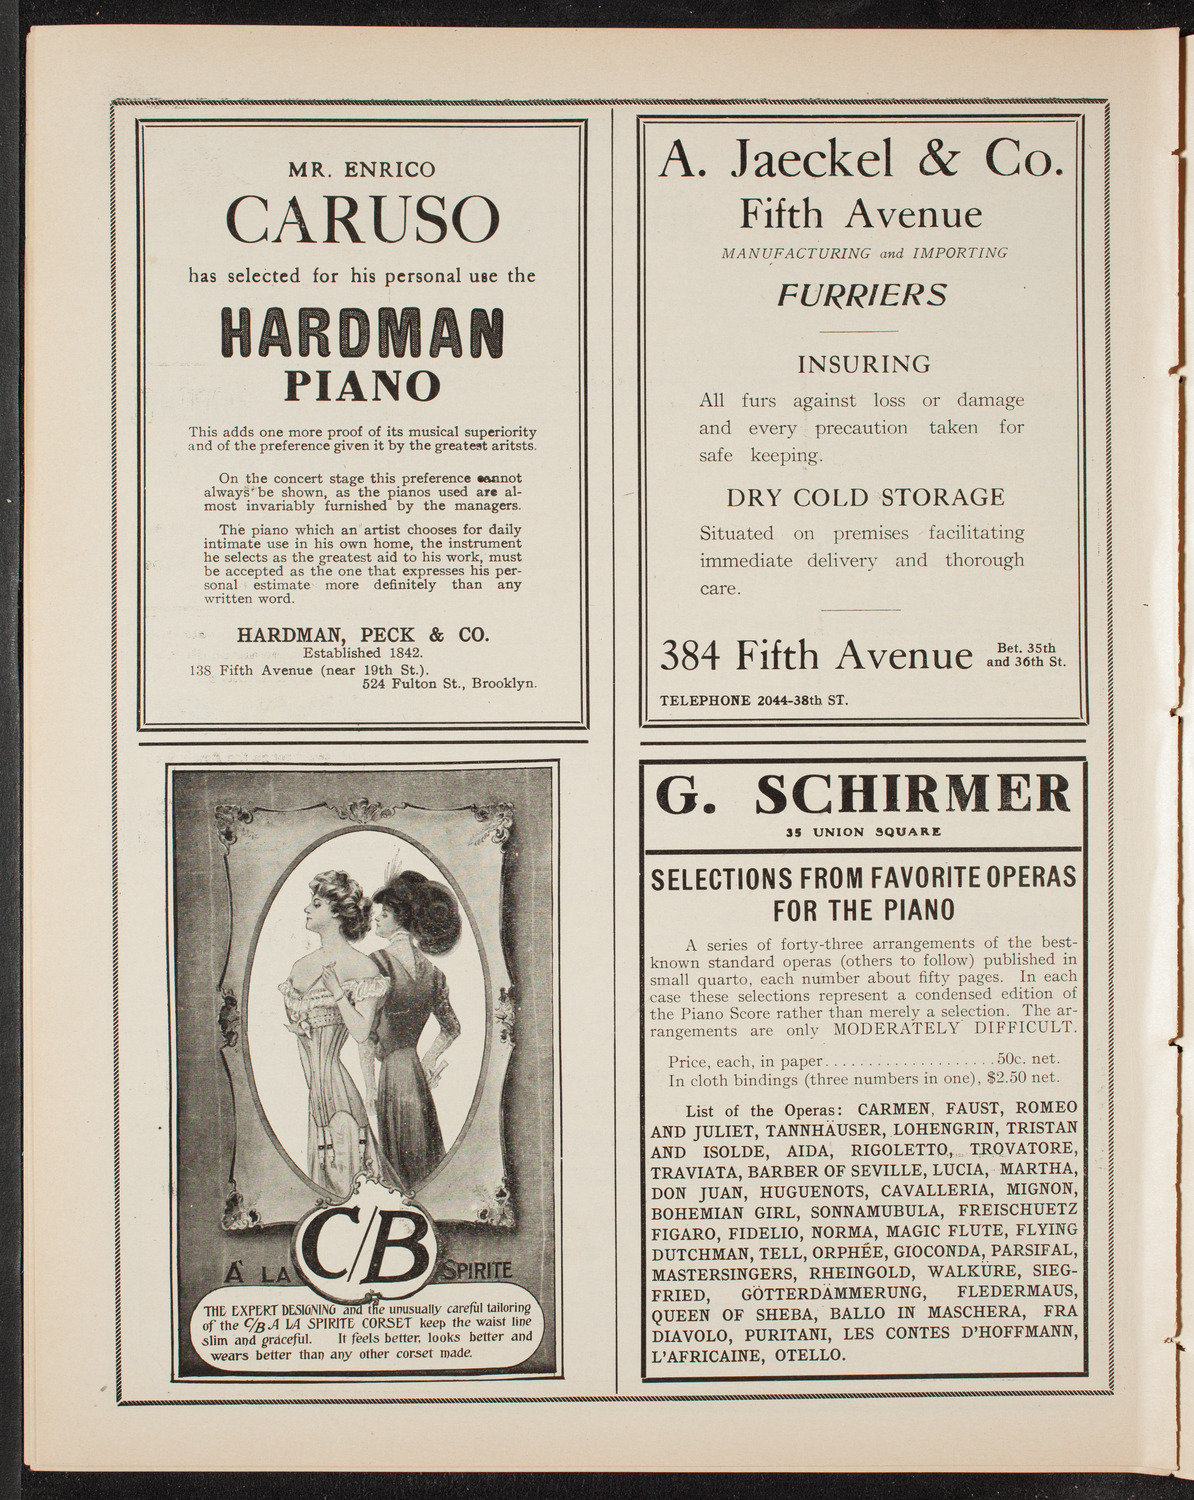 MR. ENRICO
CARUSO
has selected for his personal use the
HARDMAN
PIANO
This adds one more proof of its musical superiority
and of the preference given it by the greatest aritsts.
On the concert stage this preference cannot
always be shown, as the pianos used are al-
most invariably furnished by the managers.
The piano which an artist chooses for daily
intimate use in his own home, the instrument
he selects as the greatest aid to his work, must
be accepted as the one that expresses his per-
sonal estimate more definitely than any
written word.
HARDMAN, PECK & CO.
Established 1842.
138 Fifth Avenue (near 19th St.).
524 Fulton St., Brooklyn.
C/B
A LA SPIRITE
THE EXPERT DESIGNING and the unusually careful tailoring
of the C/B A LA SPIRITE CORSET keep the waist line
slim and graceful. It feels better, looks better and
wears better than any other corset made.
A. Jaeckel & Co.
Fifth Avenue
MANUFACTURING and IMPORTING
FURRIERS
INSURING
All furs against loss or damage
and every precaution taken for
safe keeping.
DRY COLD STORAGE
Situated on premises facilitating
immediate delivery and thorough
care.
384 Fifth Avenue Bet. 35th
and 36th St.
TELEPHONE 2044-38th ST.
G. SCHIRMER
35 UNION SQUARE
SELECTIONS FROM FAVORITE OPERAS
FOR THE PIANO
A series of forty-three arrangements of the best-
known standard operas (others to follow) published in
small quarto, each number about fifty pages. In each
case these selections represent a condensed edition of
the Piano Score rather than merely a selection. The ar-
rangements are only MODERATELY DIFFICULT.
Price, each, in paper....................50c. net.
In cloth bindings (three numbers in one), $2.50 net.
List of the Operas: CARMEN, FAUST, ROMEO
AND JULIET, TANNHÄUSER, LOHENGRIN, TRISTAN
AND ISOLDE, AIDA, RIGOLETTO, TROVATORE,
TRAVIATA, BARBER OF SEVILLE, LUCIA, MARTHA,
DON JUAN, HUGUENOTS, CAVALLERIA, MIGNON,
BOHEMIAN GIRL, SONNAMUBULA, FREISCHUETZ
FIGARO, FIDELIO, NORMA, MAGIC FLUTE, FLYING
DUTCHMAN, TELL, ORPHÉE, GIOCONDA, PARSIFAL,
MASTERSINGERS, RHEINGOLD, WALKÜRE, SIEG-
FRIED, GÖTTERDÄMMERUNG, FLEDERMAUS,
QUEEN OF SHEBA, BALLO IN MASCHERA, FRA
DIAVOLO, PURITANI, LES CONTES D'HOFFMANN,
L'AFRICAINE, OTELLO.